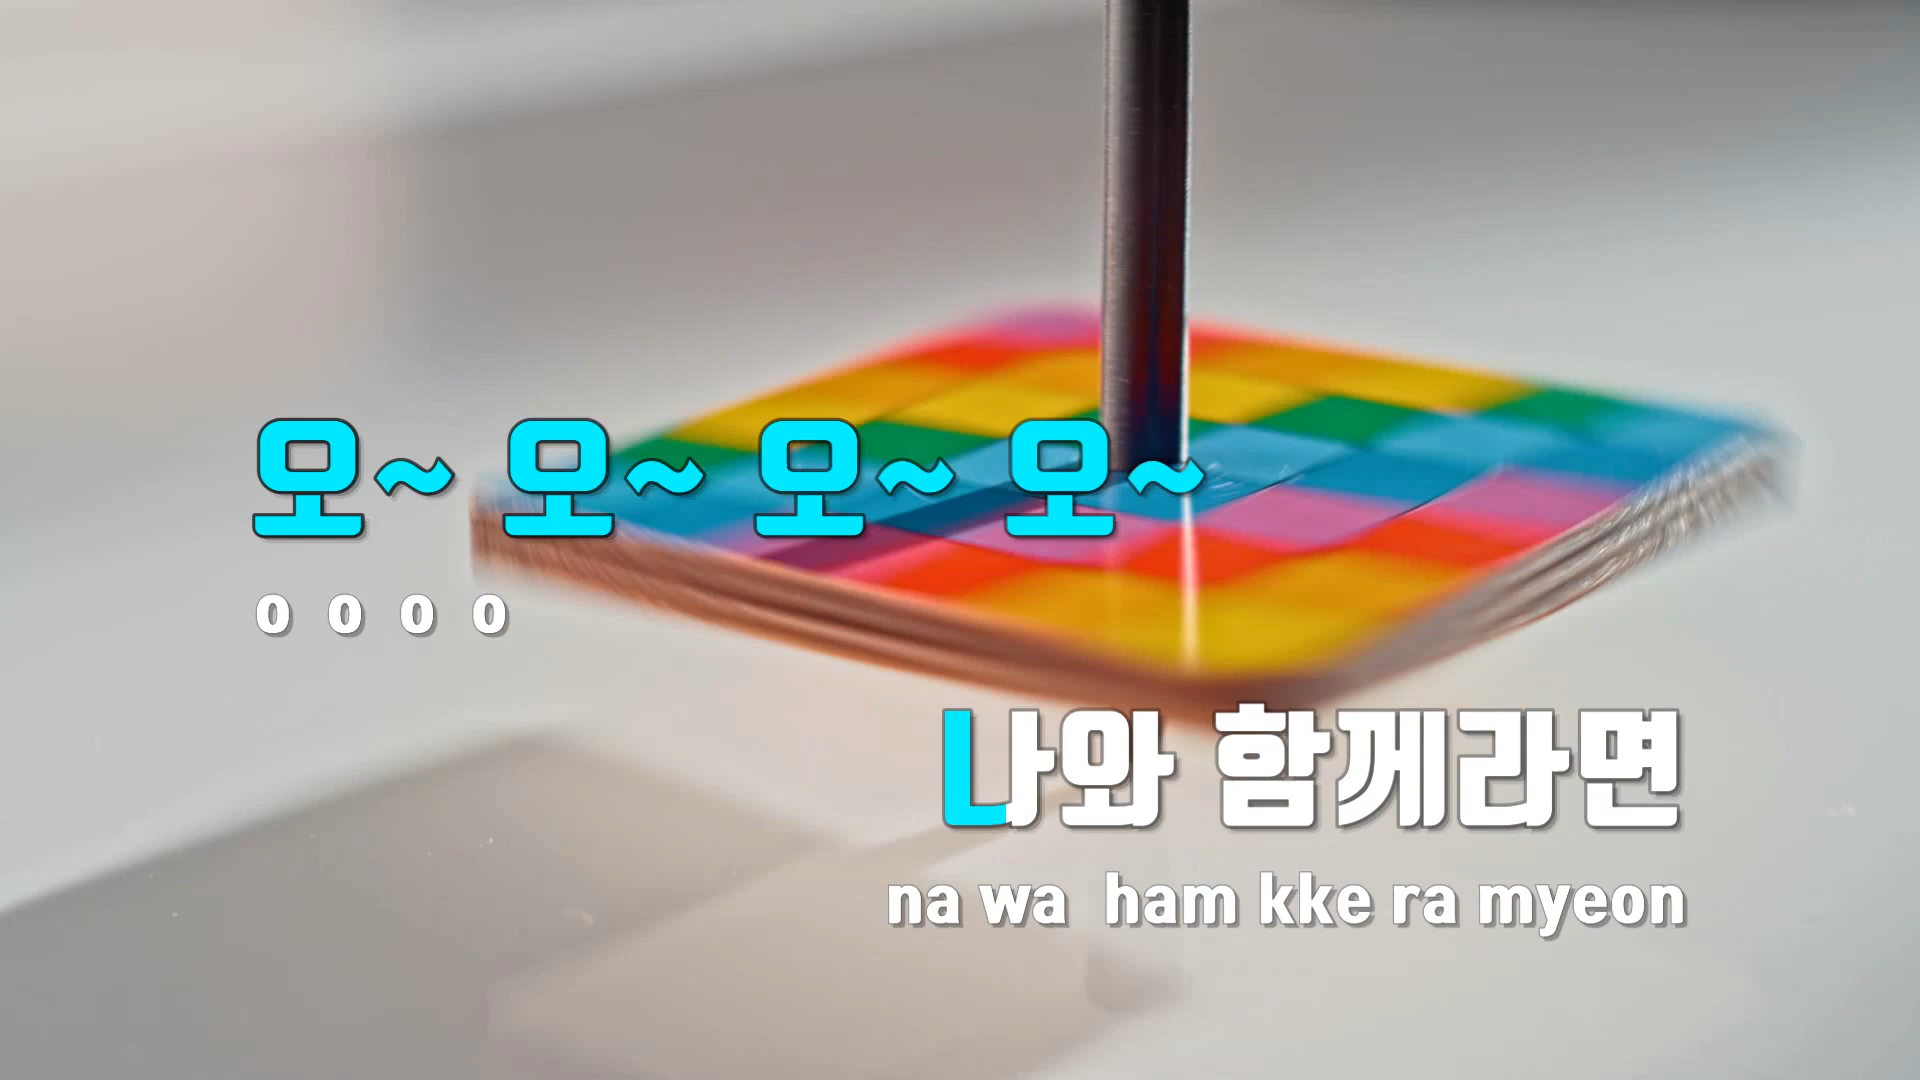 오~ 오~ 오~ 오~
o o o o
나와 함께라면
na wa ham kke ra myeon